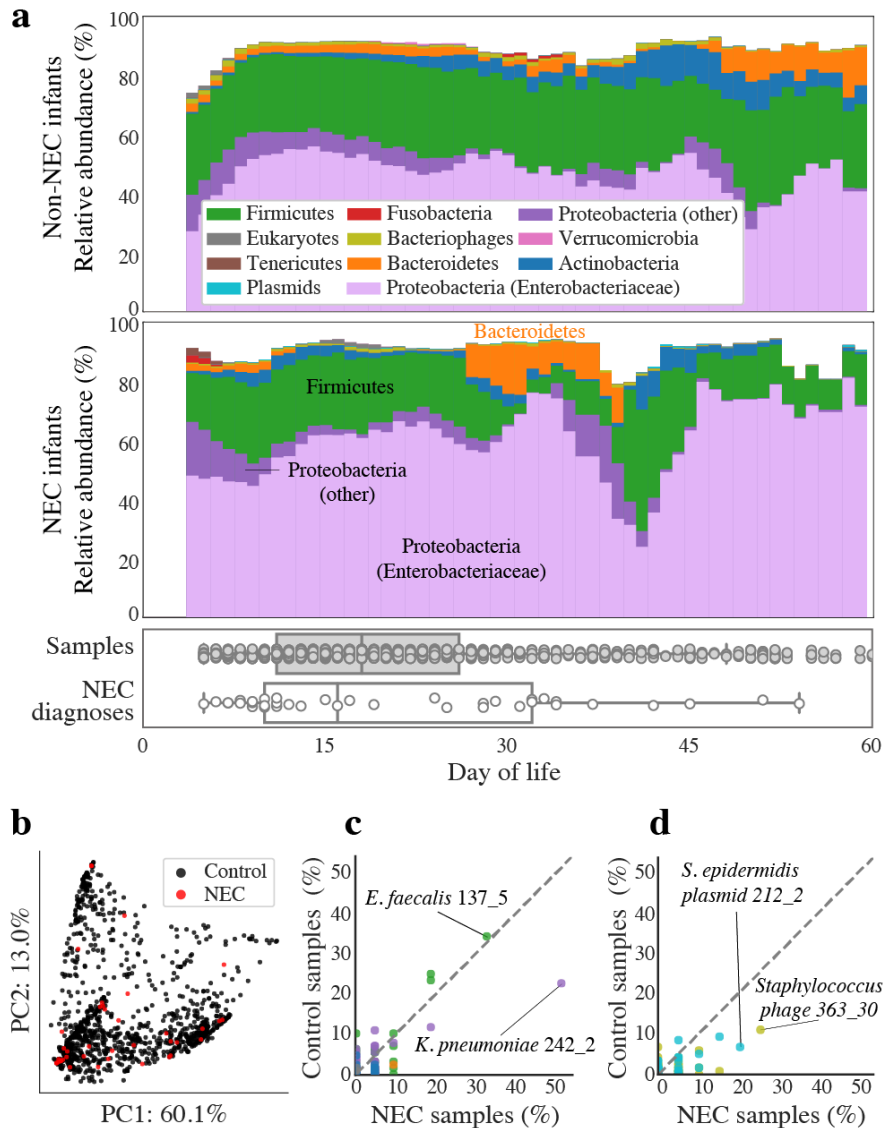 a
Non-NEC infants
Relative abundance (%)
100
80
60
40
20
0
Firmicutes
Fusobacteria
Proteobacteria (other)
Eukaryotes
Bacteriophages
Verrucomicrobia
Tenericutes
Bacteroidetes
Actinobacteria
Plasmids
Proteobacteria (Enterobacteriaceae)
NEC infants
Relative abundance (%)
100
80
60
40
20
0
Bacteroidetes
Firmicutes
Proteobacteria
(other)
Proteobacteria
(Enterobacteriaceae)
Samples
NEC
diagnoses
0
15
30
45
60
Day of life
b
Control
NEC
PC2: 13.0%
PC1: 60.1%
c
Control samples (%)
50
40
30
20
10
0
E. faecalis 137_5
K. pneumoniae 242_2
0 10 20 30 40 50
NEC samples (%)
d
Control samples (%)
50
40
30
20
10
0
S. epidermidis
plasmid 212_2
Staphylococcus
phage 363_30
0 10 20 30 40 50
NEC samples (%)